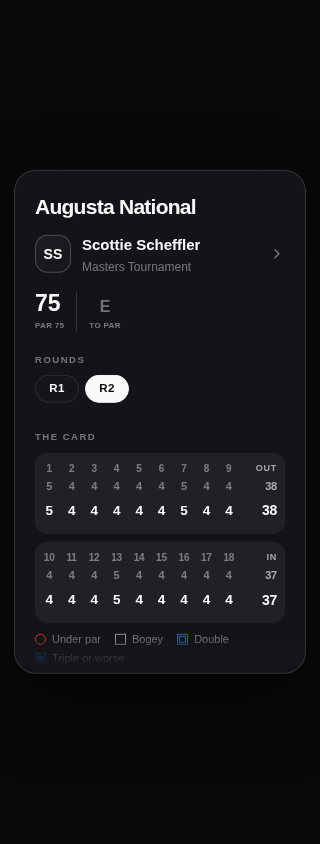 Augusta National
SS
Scottie Scheffler
Masters Tournament
75 E
PAR 75 TO PAR
ROUNDS
R1 R2
THE CARD
1 2 3 4 5 6 7 8 9 OUT
5 4 4 4 4 4 5 4 4 38
5 4 4 4 4 4 5 4 4 38
10 11 12 13 14 15 16 17 18 IN
4 4 4 5 4 4 4 4 4 37
4 4 4 5 4 4 4 4 4 37
Under par Bogey Double
Triple or worse